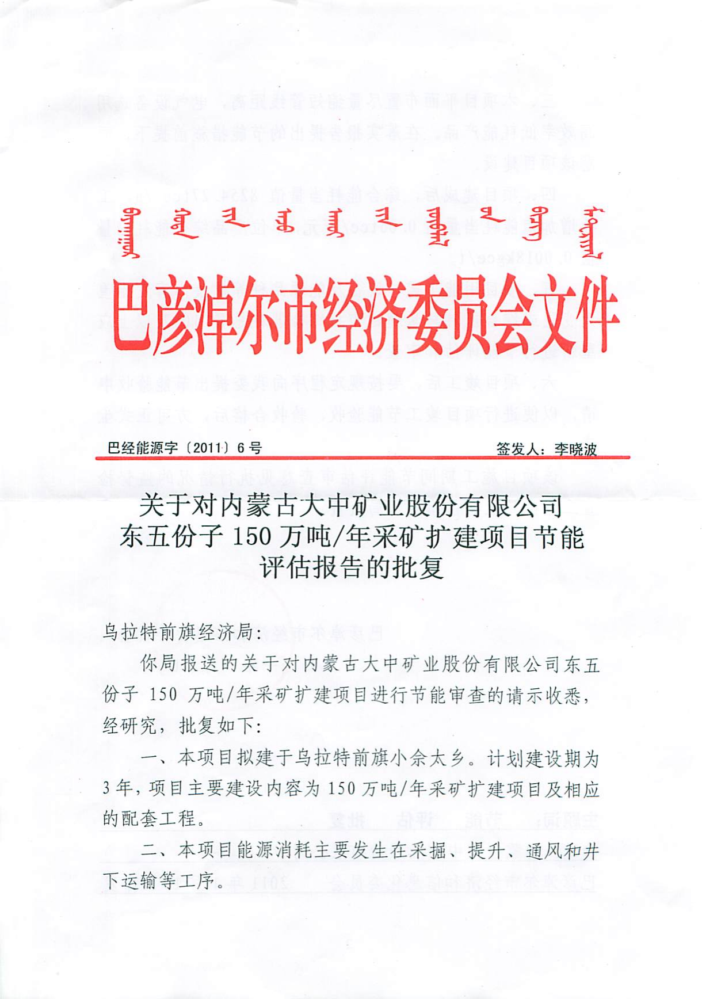 巴彦淖尔市经济委员会文件
巴经能源字〔2011〕6号 签发人：李晓波
关于对内蒙古大中矿业股份有限公司
东五份子150万吨/年采矿扩建项目节能
评估报告的批复
乌拉特前旗经济局：
你局报送的关于对内蒙古大中矿业股份有限公司东五
份子 150 万吨/年采矿扩建项目进行节能审查的请示收悉，
经研究，批复如下：
一、本项目拟建于乌拉特前旗小佘太乡。计划建设期为
3年，项目主要建设内容为150万吨/年采矿扩建项目及相应
的配套工程。
二、本项目能源消耗主要发生在采掘、提升、通风和井
下运输等工序。